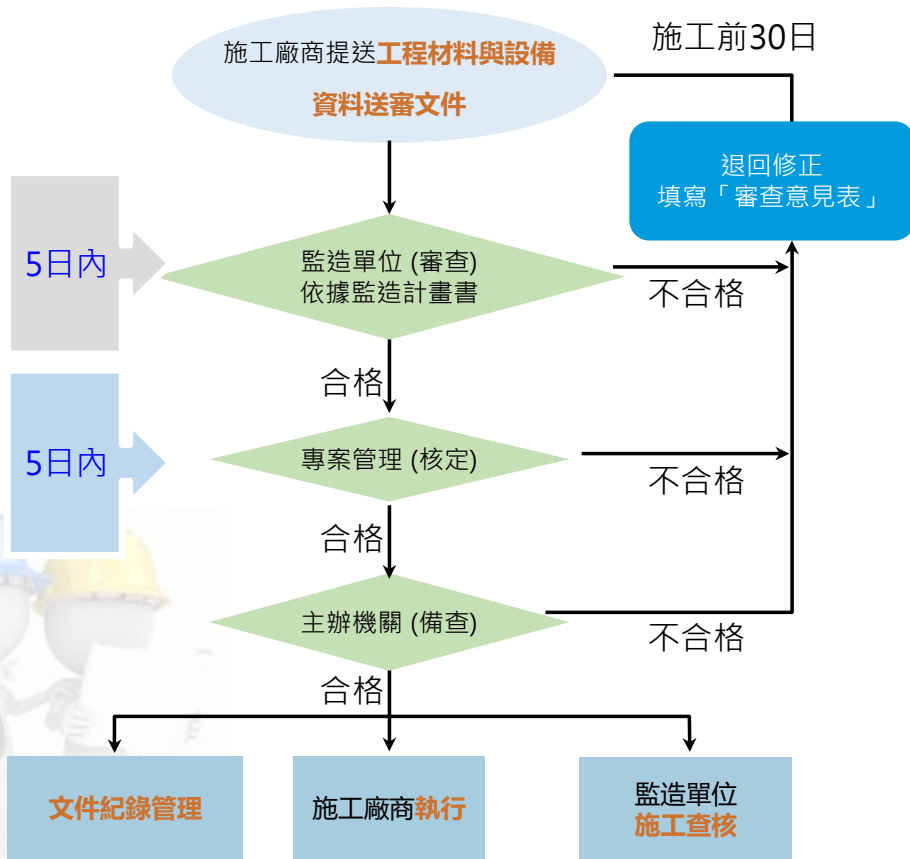 施工廠商提送工程材料與設備
資料送審文件
施工前30日
退回修正
填寫「審查意見表」
5日內
監造單位 (審查)
依據監造計畫書
不合格
合格
5日內
專案管理 (核定)
不合格
合格
主辦機關 (備查)
不合格
合格
文件紀錄管理
施工廠商執行
監造單位
施工查核